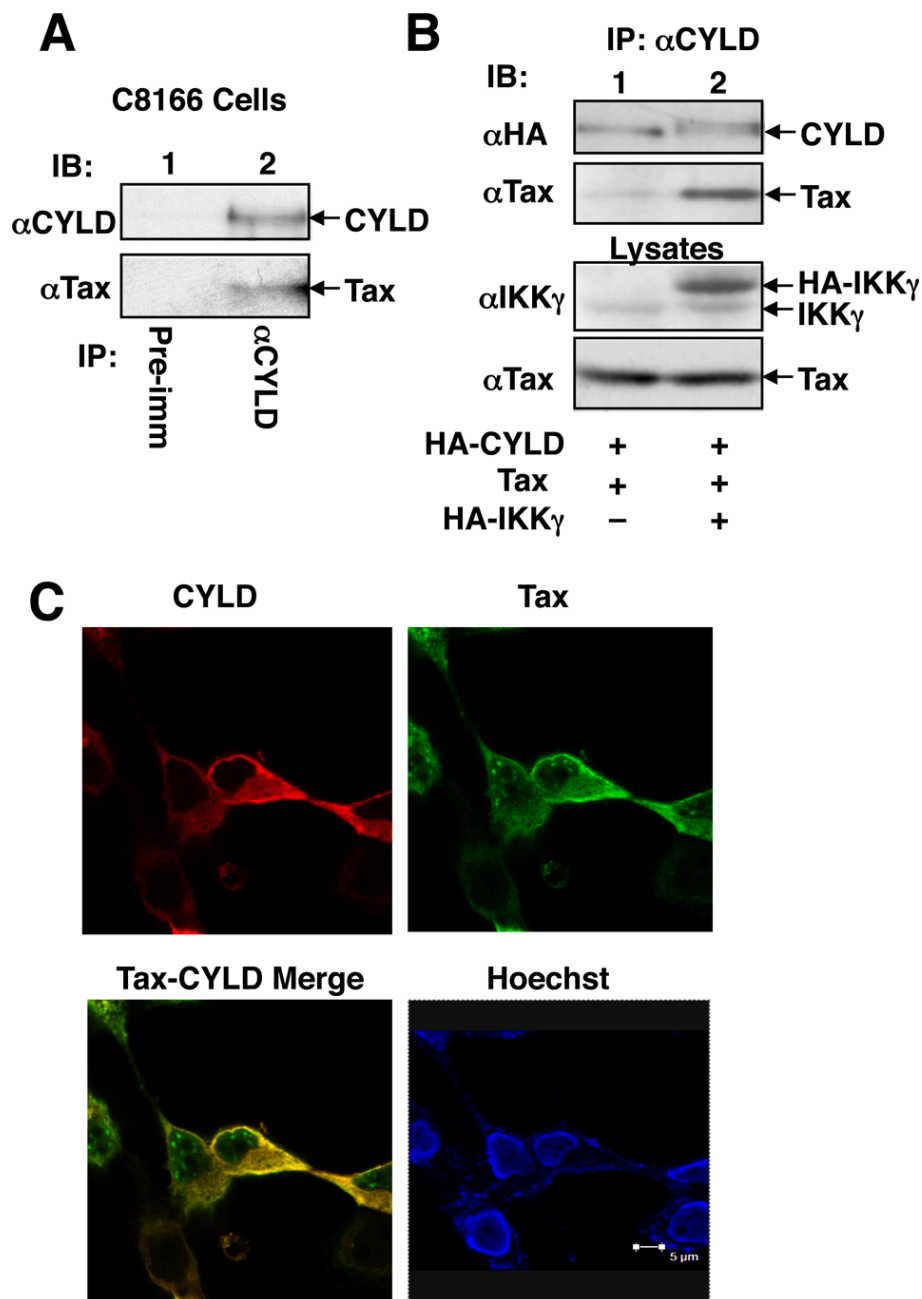 A
C8166 Cells
IB: 1 2
αCYLD CYLD
αTax Tax
IP: Pre-imm αCYLD
B
IP: αCYLD
IB: 1 2
αHA CYLD
αTax Tax
Lysates
αIKKγ HA-IKKγ
IKKγ
αTax Tax
HA-CYLD + +
Tax + +
HA-IKKγ – +
C
CYLD Tax
Tax-CYLD Merge Hoechst
5 μm